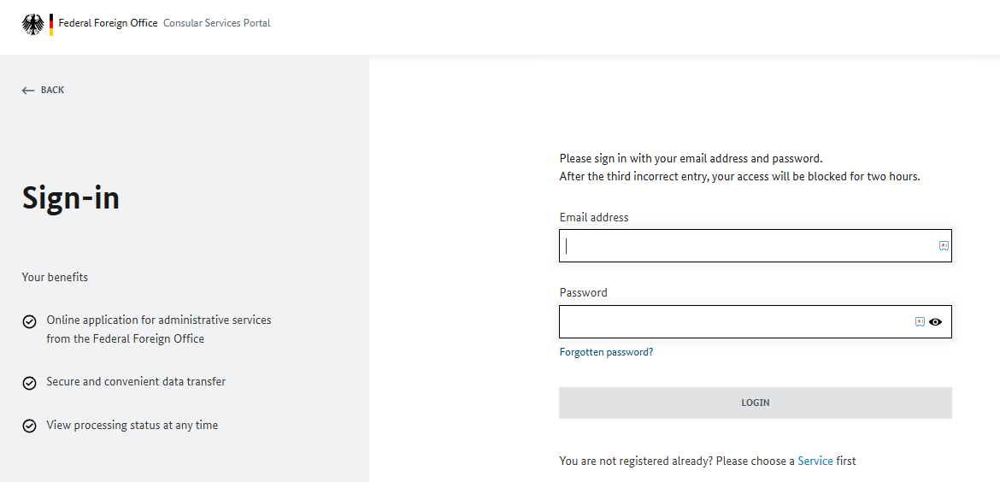 Federal Foreign Office Consular Services Portal
BACK
Sign-in
Your benefits
Online application for administrative services
from the Federal Foreign Office
Secure and convenient data transfer
View processing status at any time
Please sign in with your email address and password.
After the third incorrect entry, your access will be blocked for two hours.
Email address
Password
Forgotten password?
LOGIN
You are not registered already? Please choose a Service first